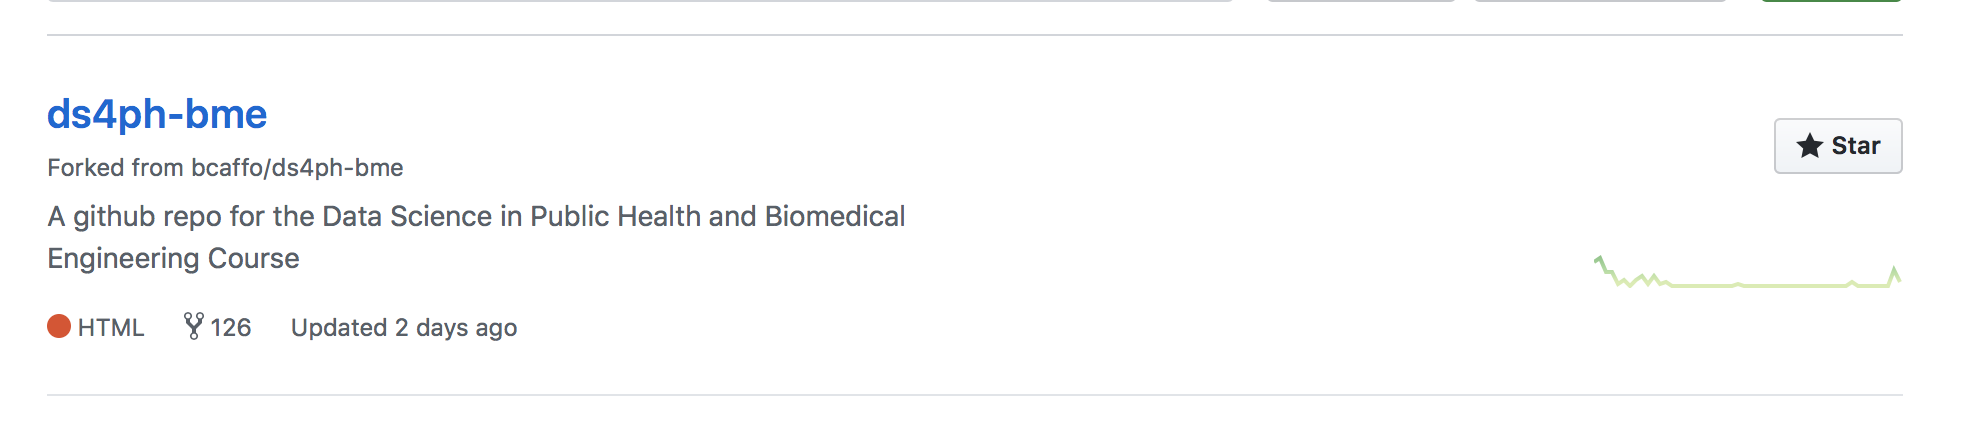 ds4ph-bme
Star
Forked from bcaffo/ds4ph-bme
A github repo for the Data Science in Public Health and Biomedical
Engineering Course
HTML 126 Updated 2 days ago